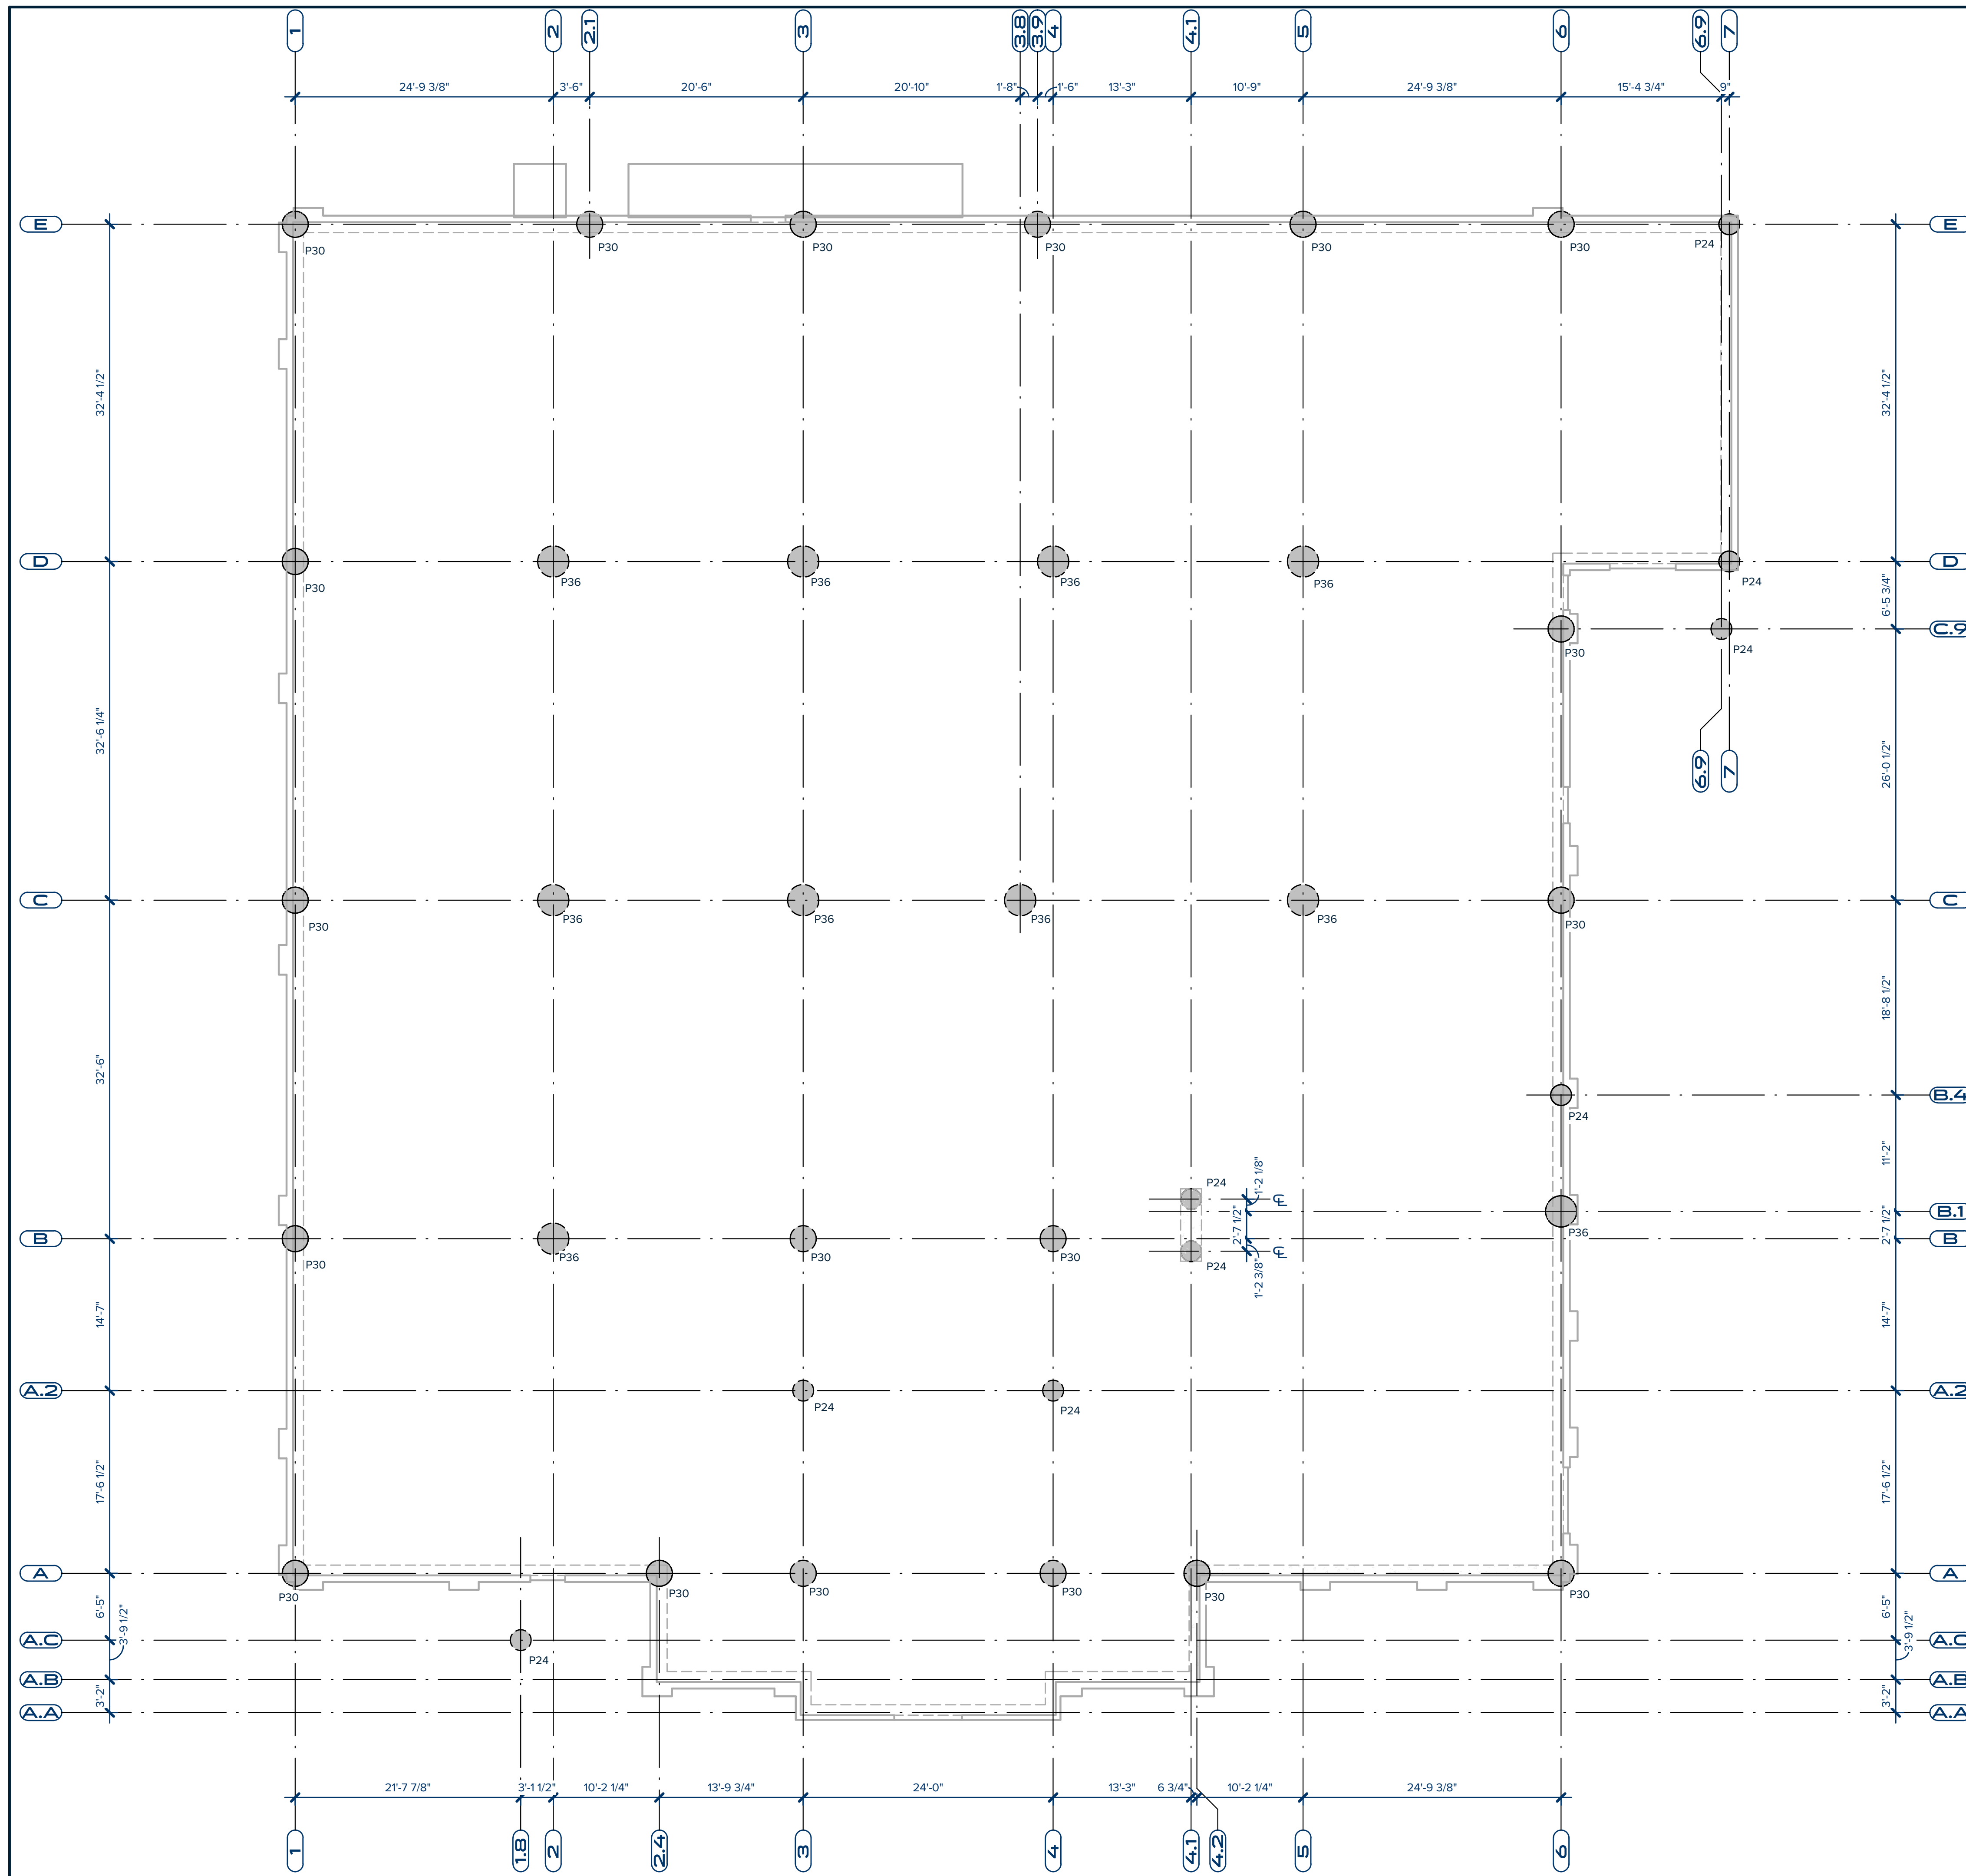 1 2 2.1 3 3.8 3.9 4 4.1 5 6 6.9 7
24'-9 3/8" 3'-6" 20'-6" 20'-10" 1'-8" 1'-6" 13'-3" 10'-9" 24'-9 3/8" 15'-4 3/4" 9"
E E
P30 P30 P30 P30 P30 P30 P24
32'-4 1/2" 32'-4 1/2"
D D
P30 P36 P36 P36 P36 P24
6'-5 3/4"
C.9
P30 P24
32'-6 1/4" 26'-0 1/2"
6.9 7
C C
P30 P36 P36 P36 P36 P30
18'-8 1/2"
32'-6"
B.4
P24
11'-2"
P24 1'-2 1/8"
℄
B.1
2'-7 1/2" P36 2'-7 1/2"
B B
P30 P36 P30 P30
℄
P24 1'-2 3/8"
14'-7" 14'-7"
A.2 A.2
P24 P24
17'-6 1/2" 17'-6 1/2"
A A
P30 P30 P30 P30 P30 P30
6'-5" 3'-9 1/2" 6'-5" 3'-9 1/2"
A.C A.C
P24
A.B A.B
3'-2" 3'-2"
A.A A.A
21'-7 7/8" 3'-1 1/2" 10'-2 1/4" 13'-9 3/4" 24'-0" 13'-3" 6 3/4" 10'-2 1/4" 24'-9 3/8"
1 1.8 2 2.4 3 4 4.1 4.2 5 6